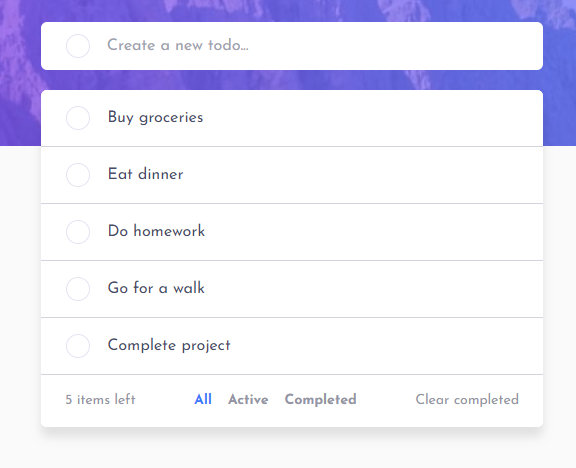 Create a new todo...
Buy groceries
Eat dinner
Do homework
Go for a walk
Complete project
5 items left All Active Completed Clear completed